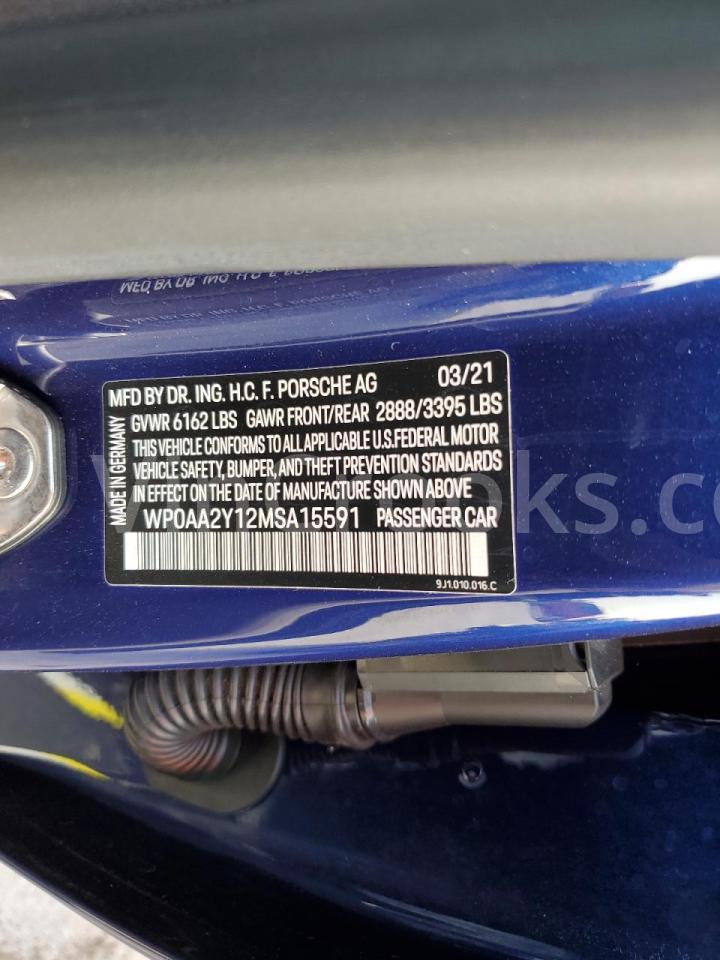 MFD BY DR. ING. H.C. F. PORSCHE AG 03/21
GVWR 6162 LBS GAWR FRONT/REAR 2888/3395 LBS
THIS VEHICLE CONFORMS TO ALL APPLICABLE U.S.FEDERAL MOTOR
VEHICLE SAFETY, BUMPER, AND THEFT PREVENTION STANDARDS
IN EFFECT ON THE DATE OF MANUFACTURE SHOWN ABOVE
WP0AA2Y12MSA15591 PASSENGER CAR
9J1.010.016.C
MADE IN GERMANY